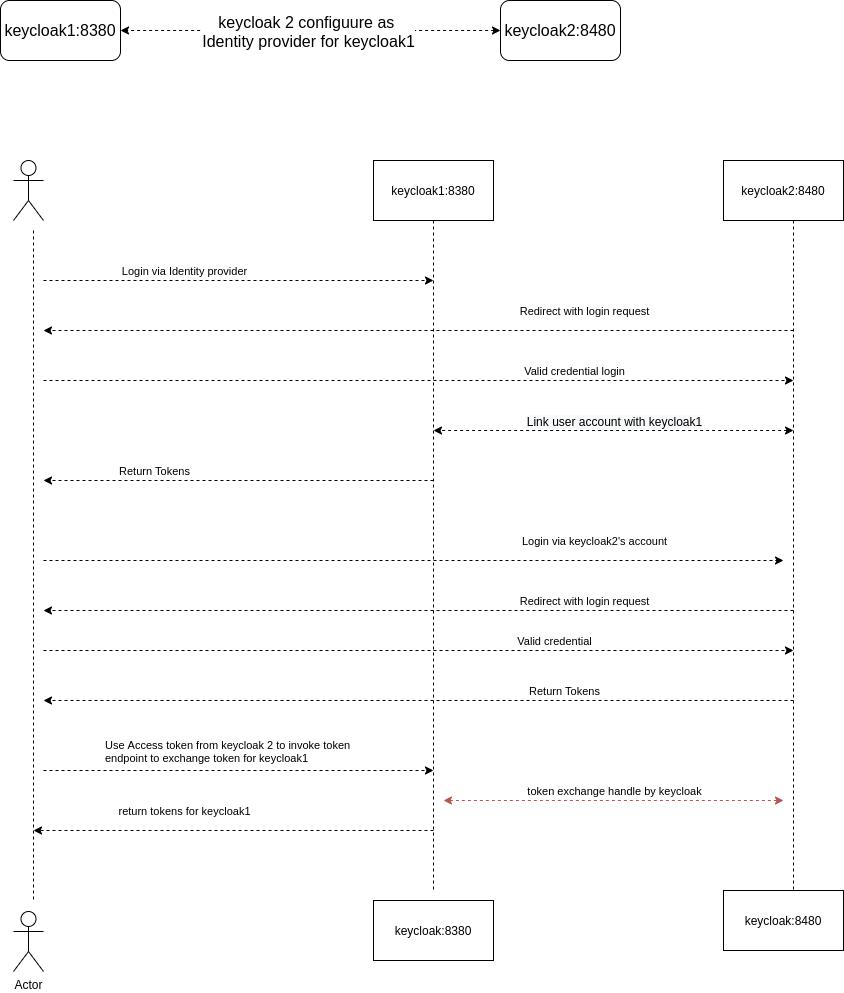 keycloak1:8380
keycloak 2 configuure as
Identity provider for keycloak1
keycloak2:8480
keycloak1:8380
keycloak2:8480
Login via Identity provider
Redirect with login request
Valid credential login
Link user account with keycloak1
Return Tokens
Login via keycloak2's account
Redirect with login request
Valid credential
Return Tokens
Use Access token from keycloak 2 to invoke token
endpoint to exchange token for keycloak1
token exchange handle by keycloak
return tokens for keycloak1
keycloak:8380
keycloak:8480
Actor